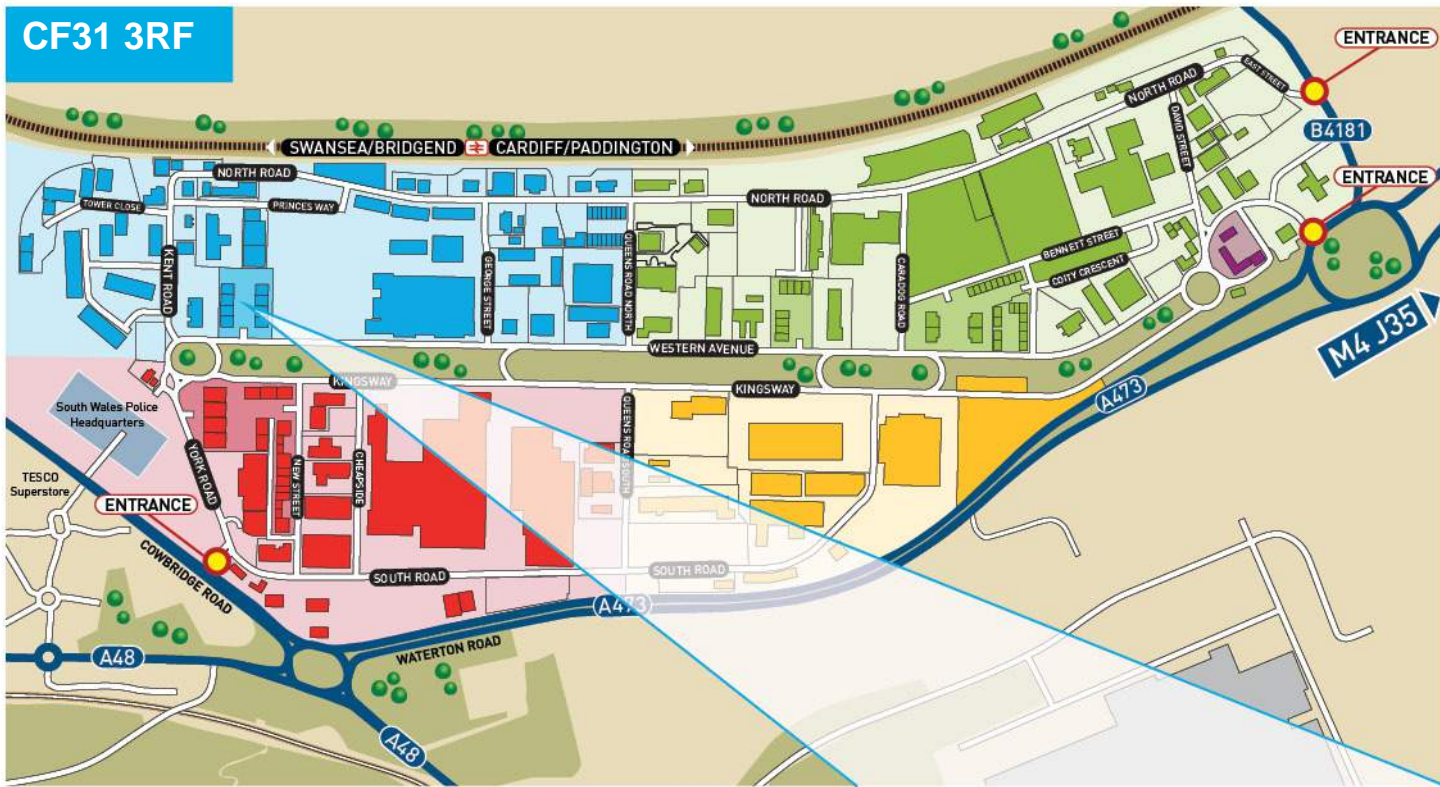 CF31 3RF
ENTRANCE
EAST STREET
NORTH ROAD
B4181
DAVID STREET
SWANSEA/BRIDGEND
CARDIFF/PADDINGTON
NORTH ROAD
ENTRANCE
TOWER CLOSE
PRINCES WAY
NORTH ROAD
KENT ROAD
GEORGE STREET
QUEENS ROAD NORTH
CARADOG ROAD
BENNETT STREET
COITY CRESCENT
M4 J35
WESTERN AVENUE
KINGSWAY
KINGSWAY
A473
South Wales Police
Headquarters
YORK ROAD
NEW STREET
CHEAPSIDE
QUEENS ROAD SOUTH
TESCO
Superstore
ENTRANCE
COWBRIDGE ROAD
SOUTH ROAD
SOUTH ROAD
A473
WATERTON ROAD
A48
A48